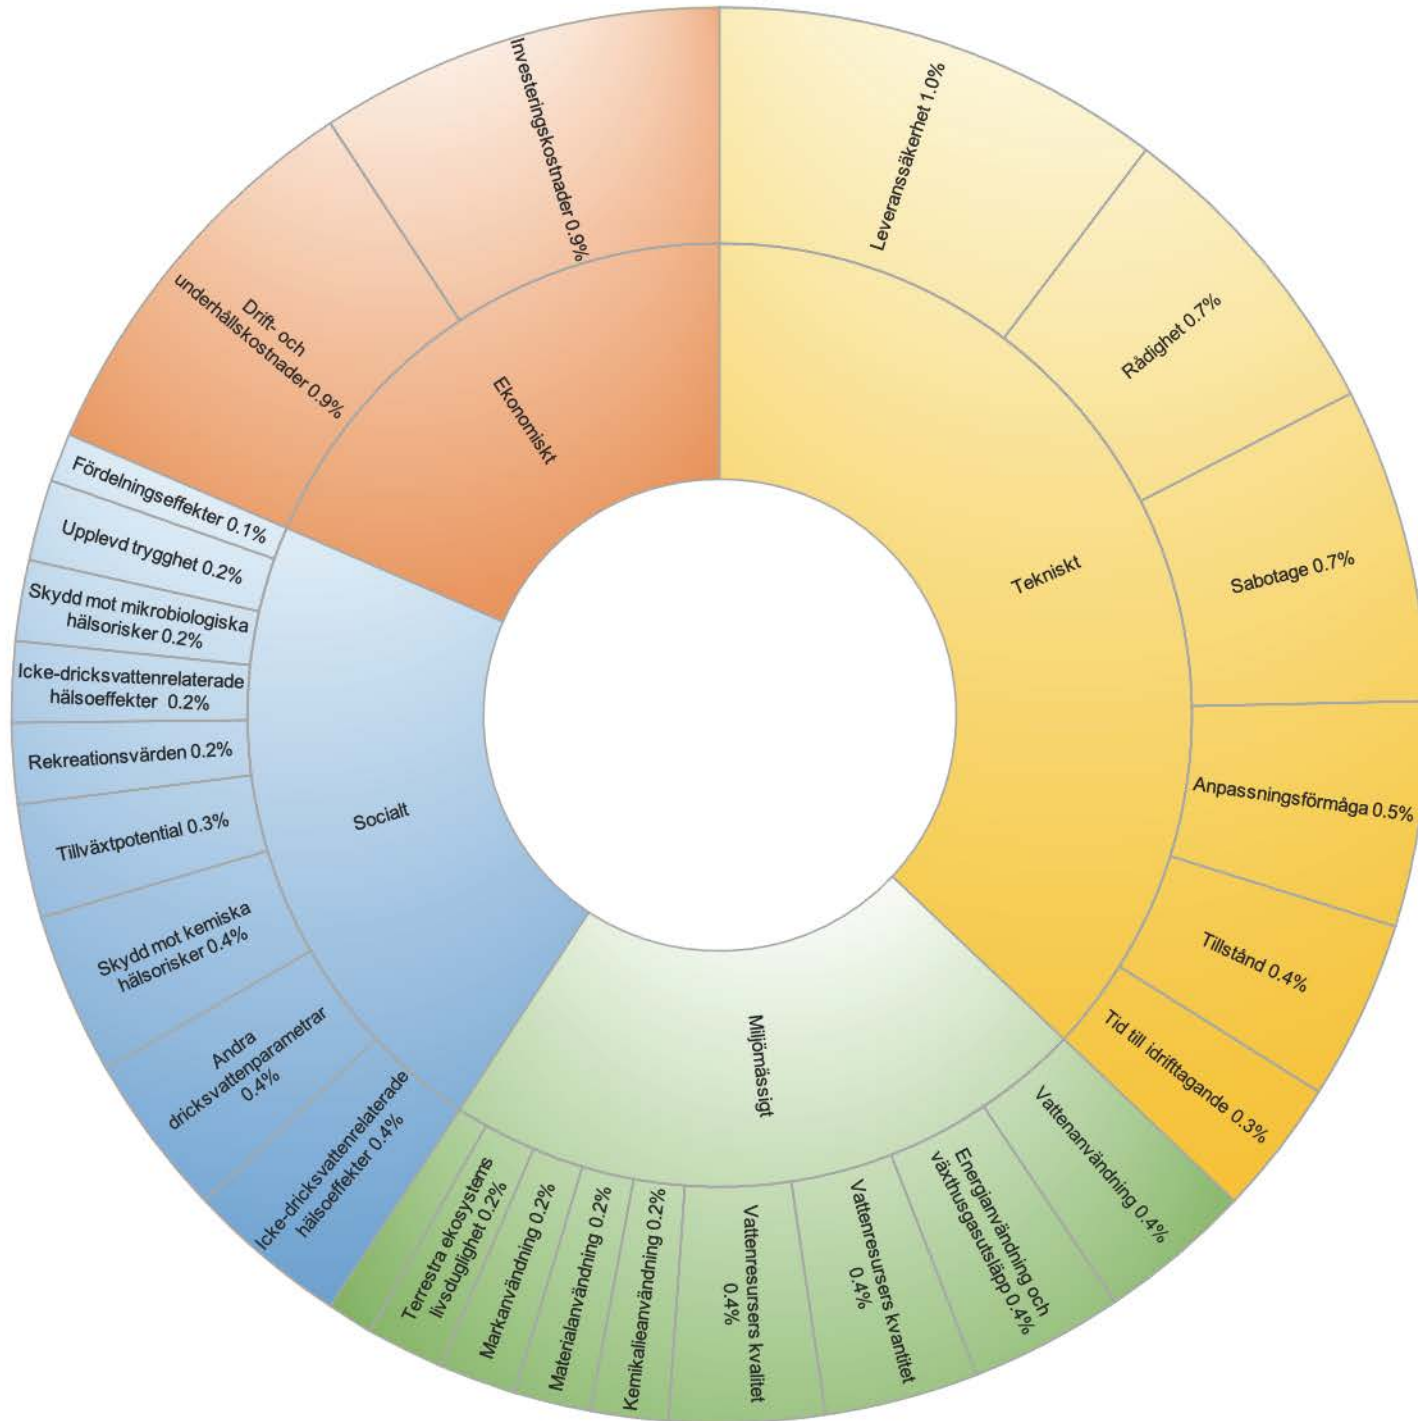 Tekniskt
Leveranssäkerhet 1.0%
Rådighet 0.7%
Sabotage 0.7%
Anpassningsförmåga 0.5%
Tillstånd 0.4%
Tid till idrifttagande 0.3%
Miljömässigt
Vattenanvändning 0.4%
Energianvändning och
växthusgasutsläpp 0.4%
Vattenresursers kvantitet
0.4%
Vattenresursers kvalitet
0.4%
Kemikalieanvändning 0.2%
Materialanvändning 0.2%
Markanvändning 0.2%
Terrestra ekosystems
livsduglighet 0.2%
Socialt
Icke-dricksvattenrelaterade
hälsoeffekter 0.4%
Andra
dricksvattenparametrar
0.4%
Skydd mot kemiska
hälsorisker 0.4%
Tillväxtpotential 0.3%
Rekreationsvärden 0.2%
Icke-dricksvattenrelaterade
hälsoeffekter 0.2%
Skydd mot mikrobiologiska
hälsorisker 0.2%
Upplevd trygghet 0.2%
Fördelningseffekter 0.1%
Ekonomiskt
Drift- och
underhållskostnader 0.9%
Investeringskostnader 0.9%